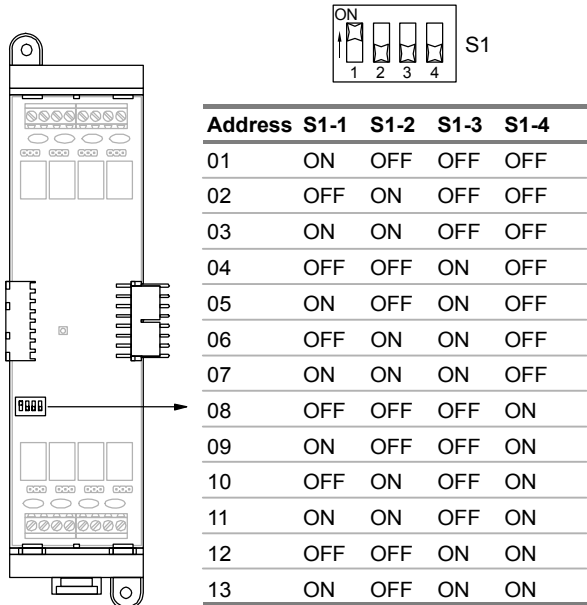 ON
S1
1 2 3 4
Address S1-1 S1-2 S1-3 S1-4
01 ON OFF OFF OFF
02 OFF ON OFF OFF
03 ON ON OFF OFF
04 OFF OFF ON OFF
05 ON OFF ON OFF
06 OFF ON ON OFF
07 ON ON ON OFF
08 OFF OFF OFF ON
09 ON OFF OFF ON
10 OFF ON OFF ON
11 ON ON OFF ON
12 OFF OFF ON ON
13 ON OFF ON ON